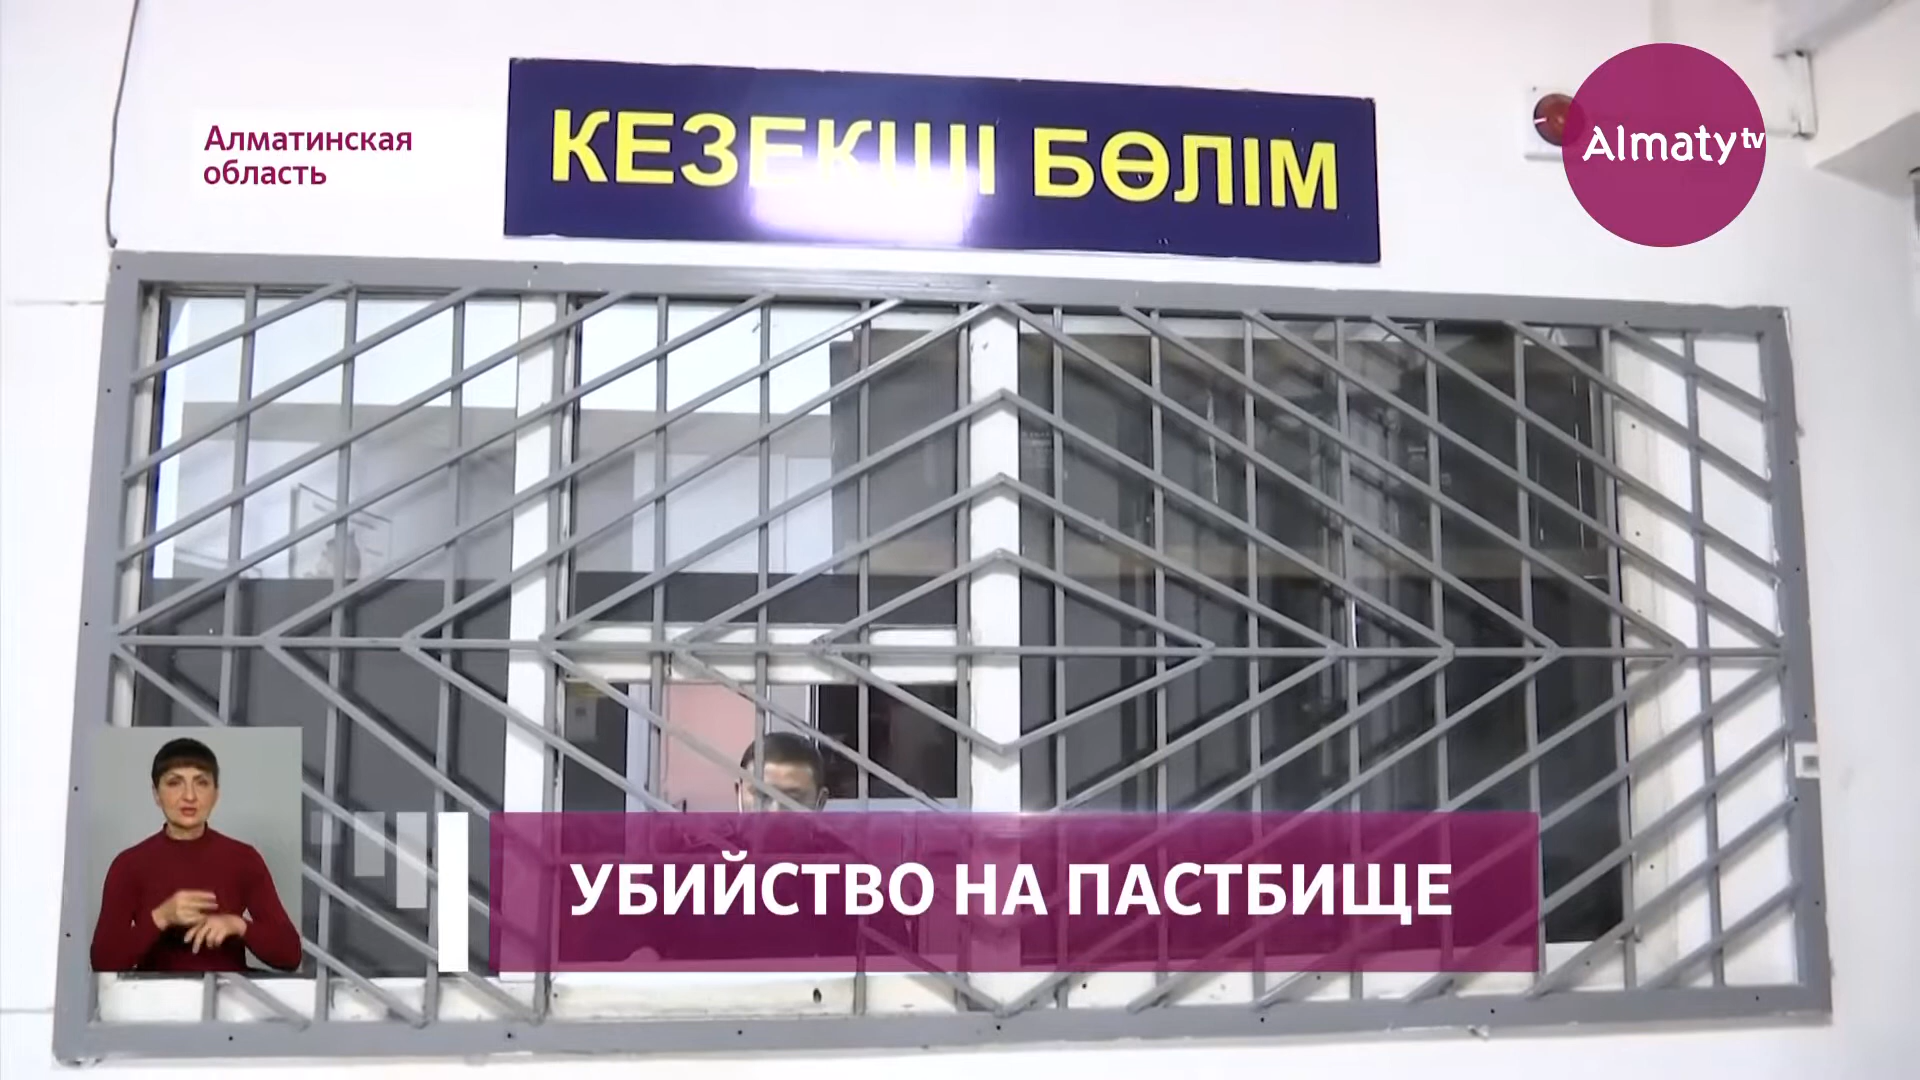 КЕЗЕКШІ БӨЛІМ
Алматинская
область
Almaty tv
УБИЙСТВО НА ПАСТБИЩЕ